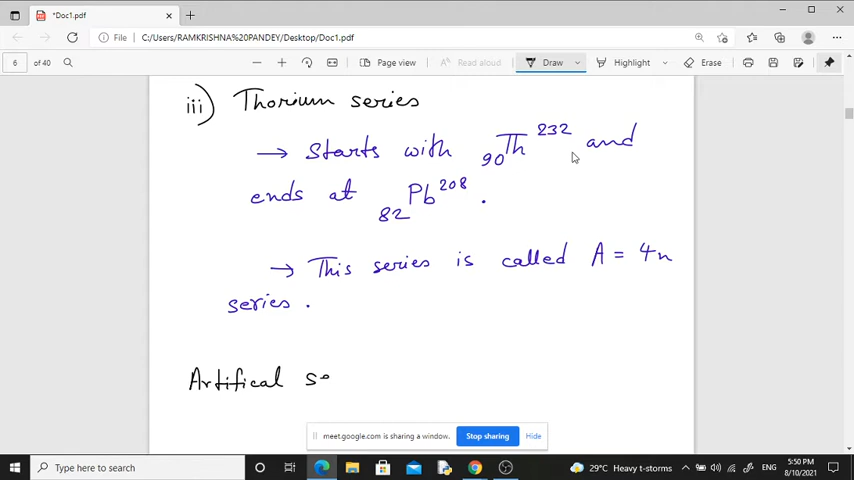 *Doc1.pdf
File C:/Users/RAMKRISHNA%20PANDEY/Desktop/Doc1.pdf
6 of 40 Page view Read aloud Draw Highlight Erase
iii) Thorium series
→ Starts with 90Th232 and
ends at 82Pb208.
→ This series is called A = 4n
series.
Artifical se
meet.google.com is sharing a window. Stop sharing Hide
Type here to search 29°C Heavy t-storms ENG 5:50 PM
8/10/2021